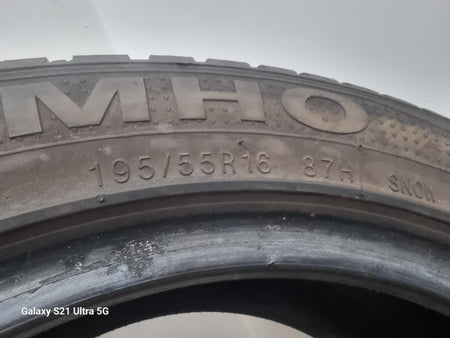 MHO
195/55R16 87H SNOW
Galaxy S21 Ultra 5G